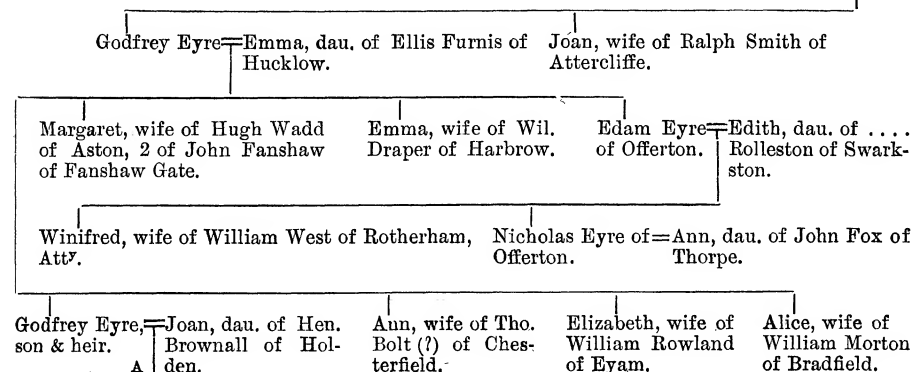 Godfrey Eyre=Emma, dau. of Ellis Furnis of Hucklow.
Joan, wife of Ralph Smith of Attercliffe.
Margaret, wife of Hugh Wadd
of Aston, 2 of John Fanshaw
of Fanshaw Gate.
Emma, wife of Wil.
Draper of Harbrow.
Edam Eyre=Edith, dau. of ....
of Offerton. Rolleston of Swark-
ston.
Winifred, wife of William West of Rotherham,
Atty.
Nicholas Eyre of=Ann, dau. of John Fox of
Offerton. Thorpe.
Godfrey Eyre,=Joan, dau. of Hen.
son & heir. Brownall of Hol-
A den.
Ann, wife of Tho.
Bolt (?) of Ches-
terfield.
Elizabeth, wife of
William Rowland
of Eyam.
Alice, wife of
William Morton
of Bradfield.